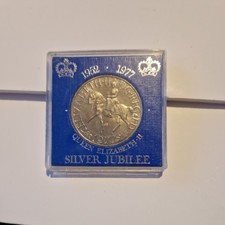 1952 · 1977
QUEEN ELIZABETH·II
SILVER JUBILEE